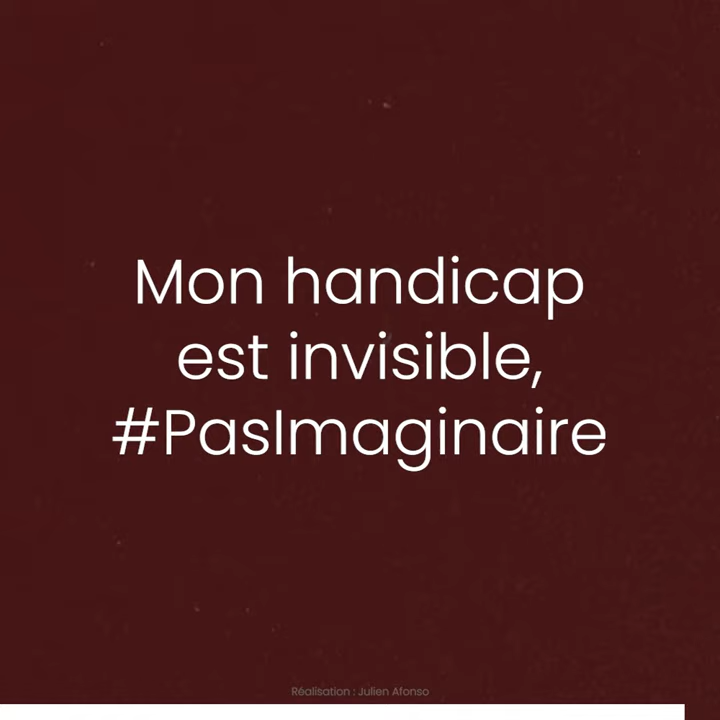 Mon handicap
est invisible,
#PasImaginaire
Réalisation : Julien Afonso